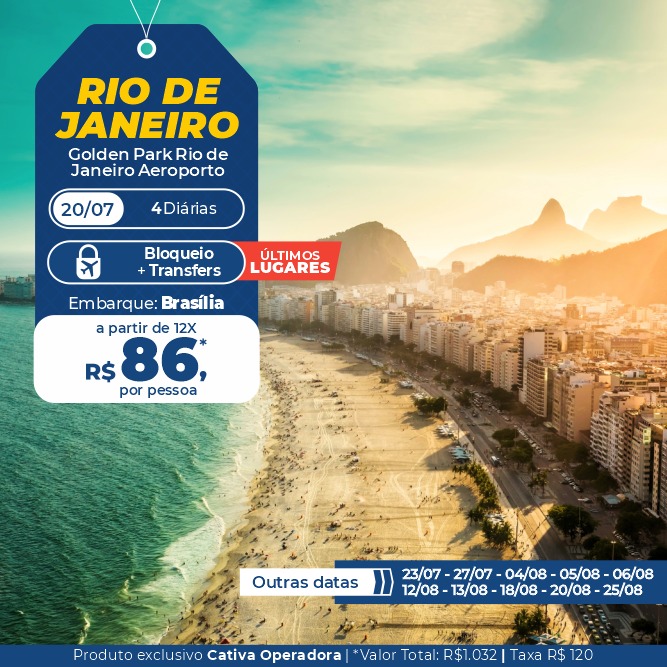 RIO DE
JANEIRO
Golden Park Rio de
Janeiro Aeroporto
20/07 4 Diárias
Bloqueio
+ Transfers
ÚLTIMOS
LUGARES
Embarque: Brasília
a partir de 12X
R$ 86,*
por pessoa
Outras datas
23/07 - 27/07 - 04/08 - 05/08 - 06/08
12/08 - 13/08 - 18/08 - 20/08 - 25/08
Produto exclusivo Cativa Operadora | *Valor Total: R$1.032 | Taxa R$ 120